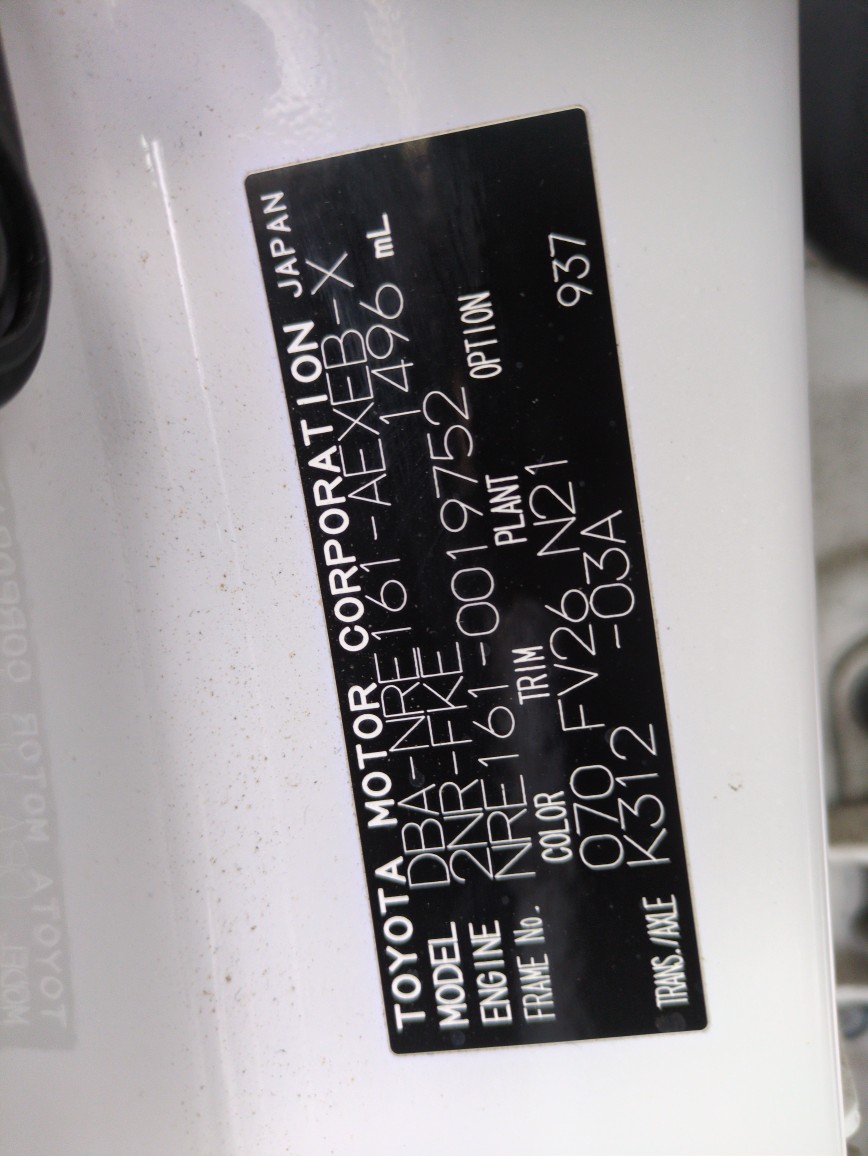 TOYOTA MOTOR CORPORATION JAPAN
MODEL DBA-NRE161-AEXEB-X
ENGINE 2NR-FKE 1496 mL
FRAME No. NRE161-0019752
COLOR TRIM PLANT OPTION
070 FV26 N21
TRANS./AXLE K312 -03A 937